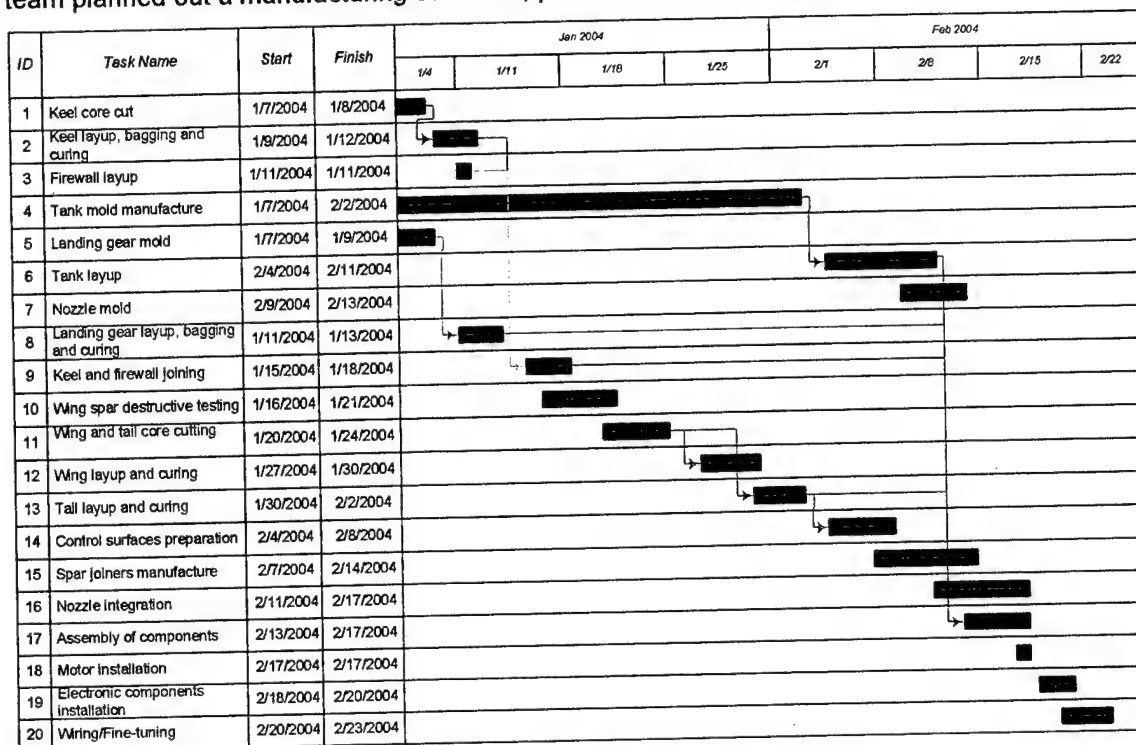 team planned out a manufacturing
ID Task Name Start Finish Jan 2004 Feb 2004
1/4 1/11 1/18 1/25 2/1 2/8 2/15 2/22
1 Keel core cut 1/7/2004 1/8/2004
2 Keel layup, bagging and
curing 1/9/2004 1/12/2004
3 Firewall layup 1/11/2004 1/11/2004
4 Tank mold manufacture 1/7/2004 2/2/2004
5 Landing gear mold 1/7/2004 1/9/2004
6 Tank layup 2/4/2004 2/11/2004
7 Nozzle mold 2/9/2004 2/13/2004
8 Landing gear layup, bagging
and curing 1/11/2004 1/13/2004
9 Keel and firewall joining 1/15/2004 1/18/2004
10 Wing spar destructive testing 1/16/2004 1/21/2004
11 Wing and tail core cutting 1/20/2004 1/24/2004
12 Wing layup and curing 1/27/2004 1/30/2004
13 Tail layup and curing 1/30/2004 2/2/2004
14 Control surfaces preparation 2/4/2004 2/8/2004
15 Spar joiners manufacture 2/7/2004 2/14/2004
16 Nozzle integration 2/11/2004 2/17/2004
17 Assembly of components 2/13/2004 2/17/2004
18 Motor installation 2/17/2004 2/17/2004
19 Electronic components
installation 2/18/2004 2/20/2004
20 Wiring/Fine-tuning 2/20/2004 2/23/2004